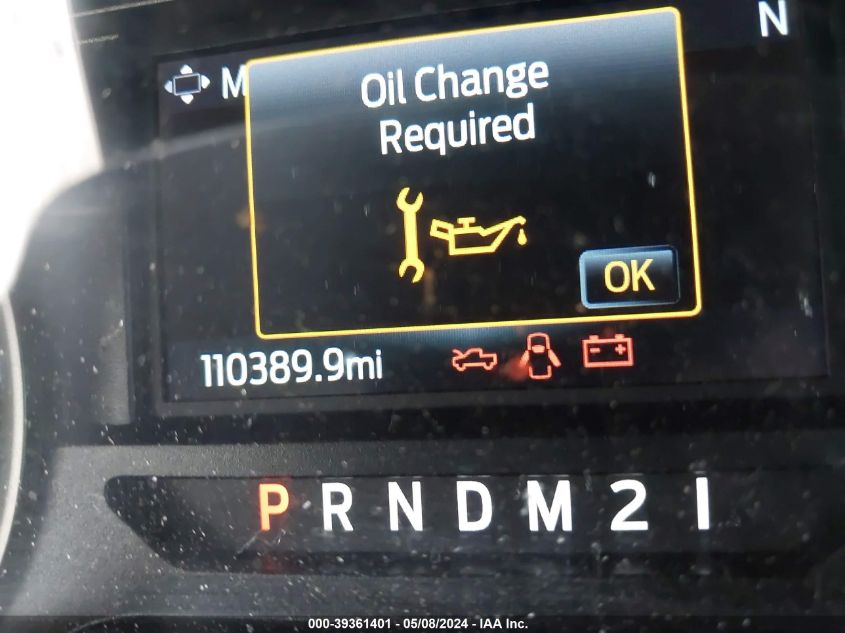 N
M
Oil Change
Required
OK
110389.9mi
P R N D M 2 1
000-39361401 - 05/08/2024 - IAA Inc.